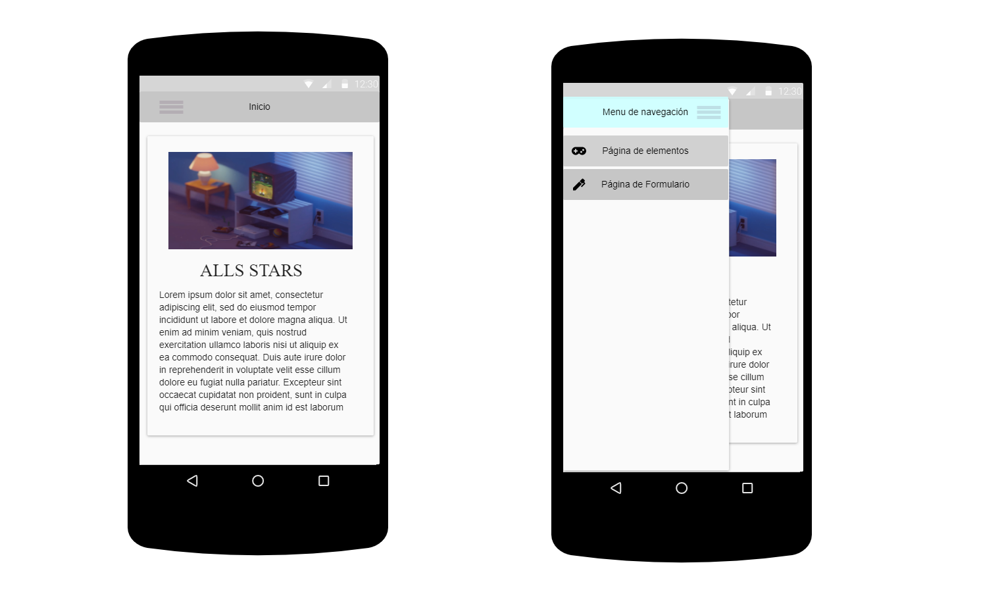 12:30
Inicio
ALLS STARS
Lorem ipsum dolor sit amet, consectetur
adipiscing elit, sed do eiusmod tempor
incididunt ut labore et dolore magna aliqua. Ut
enim ad minim veniam, quis nostrud
exercitation ullamco laboris nisi ut aliquip ex
ea commodo consequat. Duis aute irure dolor
in reprehenderit in voluptate velit esse cillum
dolore eu fugiat nulla pariatur. Excepteur sint
occaecat cupidatat non proident, sunt in culpa
qui officia deserunt mollit anim id est laborum
12:30
Menu de navegación
Página de elementos
Página de Formulario
tetur
por
aliqua. Ut
l
liquip ex
irure dolor
se cillum
pteur sint
nt in culpa
t laborum